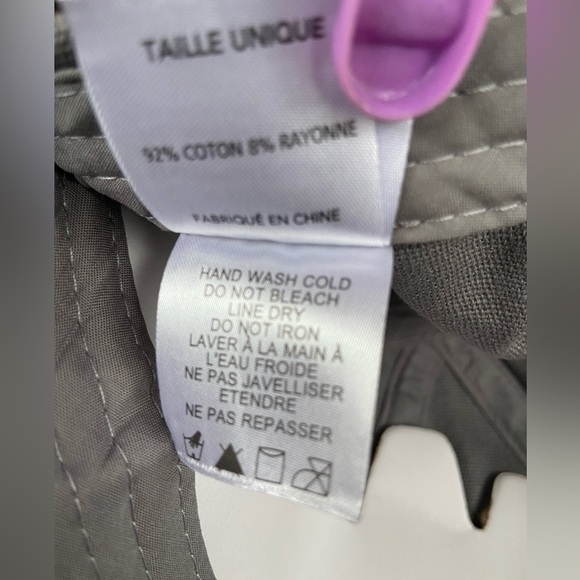 TAILLE UNIQUE
92% COTON 8% RAYONNE
FABRIQUÉ EN CHINE
HAND WASH COLD
DO NOT BLEACH
LINE DRY
DO NOT IRON
LAVER À LA MAIN À
L'EAU FROIDE
NE PAS JAVELLISER
ETENDRE
NE PAS REPASSER